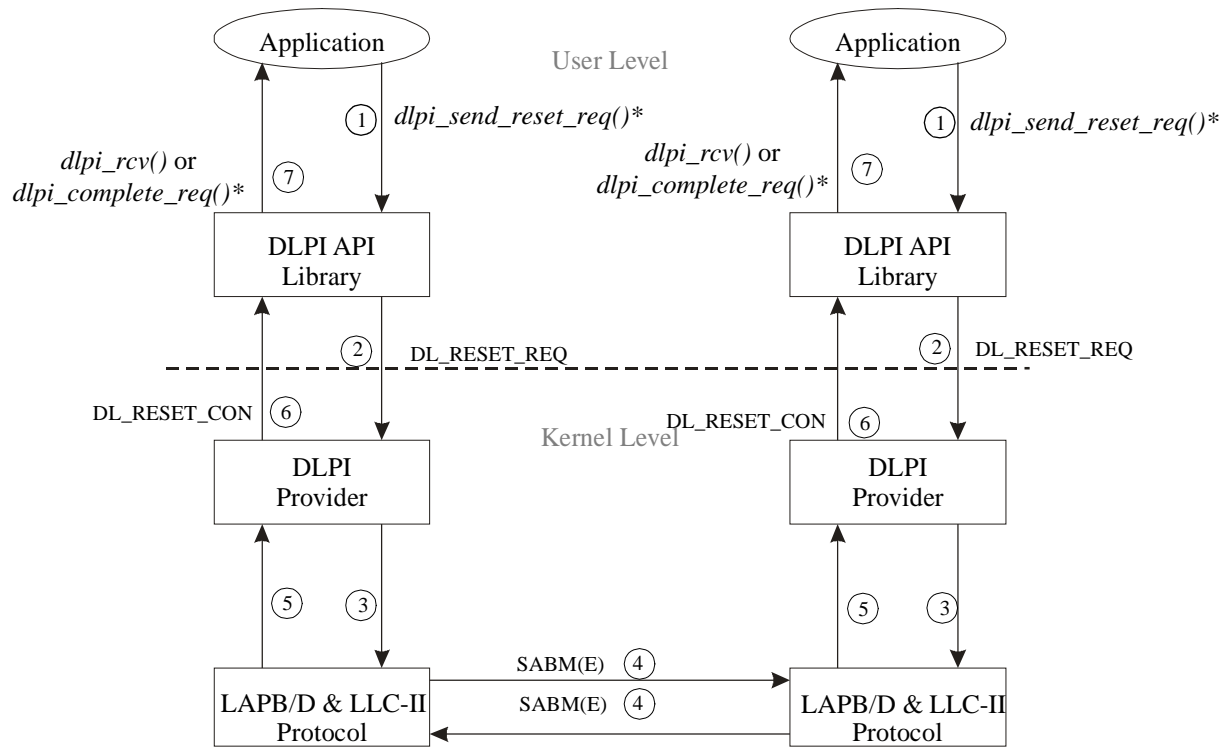 Application
Application
User Level
1
dlpi_send_reset_req()*
1
dlpi_send_reset_req()*
dlpi_rcv() or
dlpi_complete_req()*
7
dlpi_rcv() or
dlpi_complete_req()*
7
DLPI API
Library
DLPI API
Library
2
DL_RESET_REQ
2
DL_RESET_REQ
DL_RESET_CON
6
DL_RESET_CON
6
Kernel Level
DLPI
Provider
DLPI
Provider
5
3
5
3
SABM(E)
4
SABM(E)
4
LAPB/D & LLC-II
Protocol
LAPB/D & LLC-II
Protocol